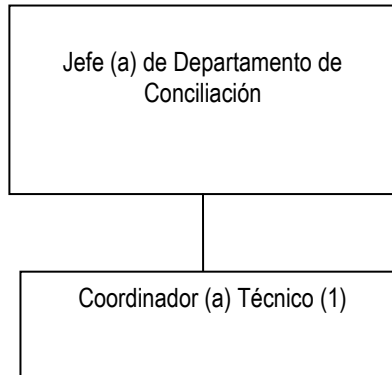 Jefe (a) de Departamento de
Conciliación
Coordinador (a) Técnico (1)